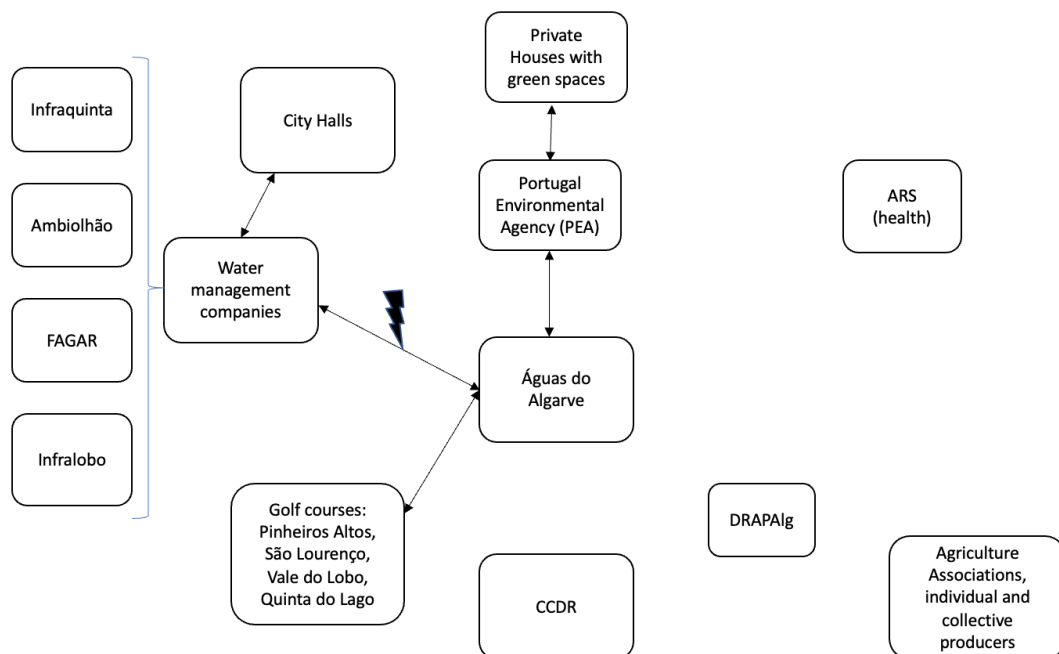 Private
Houses with
green spaces
Infraquinta
City Halls
Portugal
Environmental
Agency (PEA)
ARS
(health)
Ambiolhão
Water
management
companies
FAGAR
Águas do
Algarve
Infralobo
Golf courses:
Pinheiros Altos,
São Lourenço,
Vale do Lobo,
Quinta do Lago
DRAPAlg
CCDR
Agriculture
Associations,
individual and
collective
producers